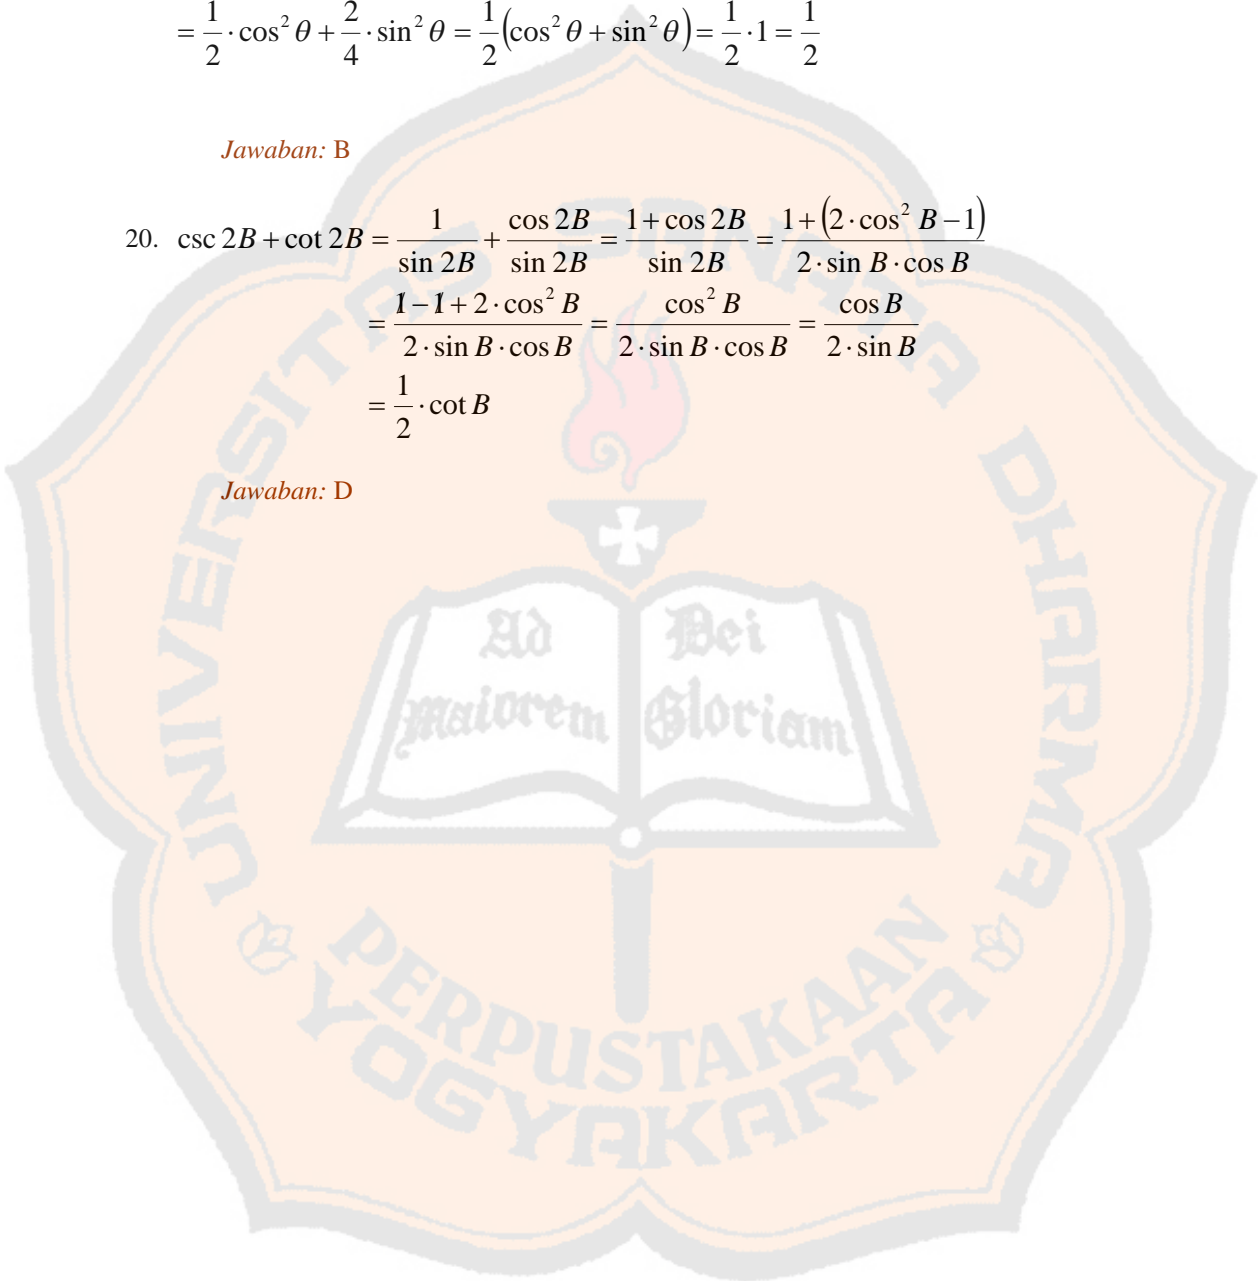 = 1/2 · cos² θ + 2/4 · sin² θ = 1/2 (cos² θ + sin² θ) = 1/2 · 1 = 1/2
Jawaban: B
20. csc 2B + cot 2B = 1/sin 2B + cos 2B/sin 2B = (1 + cos 2B)/sin 2B = (1 + (2 · cos² B − 1))/(2 · sin B · cos B)
= (1 − 1 + 2 · cos² B)/(2 · sin B · cos B) = cos² B/(2 · sin B · cos B) = cos B/(2 · sin B)
= 1/2 · cot B
Jawaban: D
UNIVERSITAS SANATA DHARMA
Ad Dei
maiorem Gloriam
PERPUSTAKAAN
YOGYAKARTA